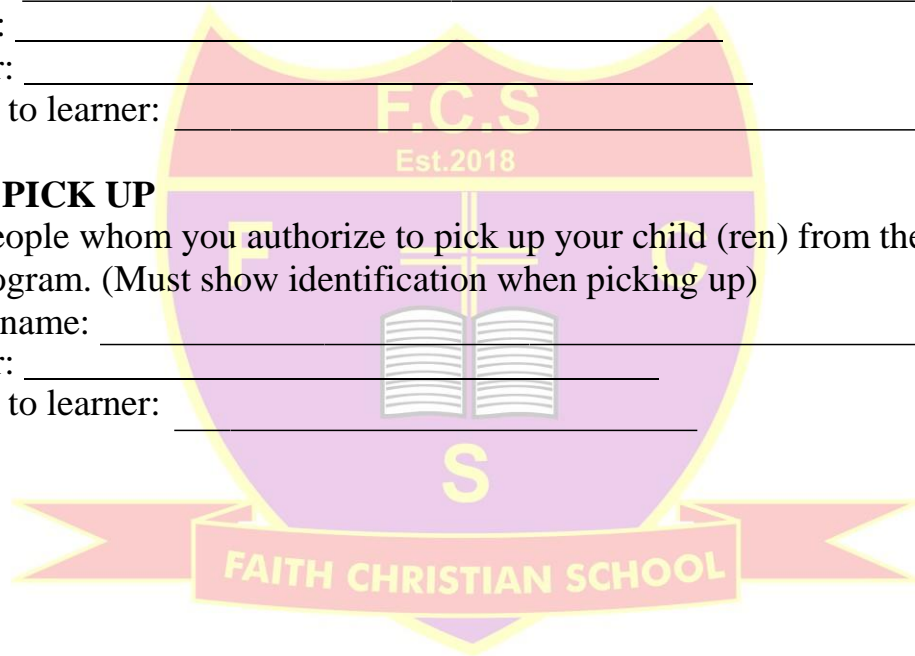 :
r:
to learner:
F.C.S
Est.2018
PICK UP
eople whom you authorize to pick up your child (ren) from the
ogram. (Must show identification when picking up)
F C
name:
r:
to learner:
S
FAITH CHRISTIAN SCHOOL